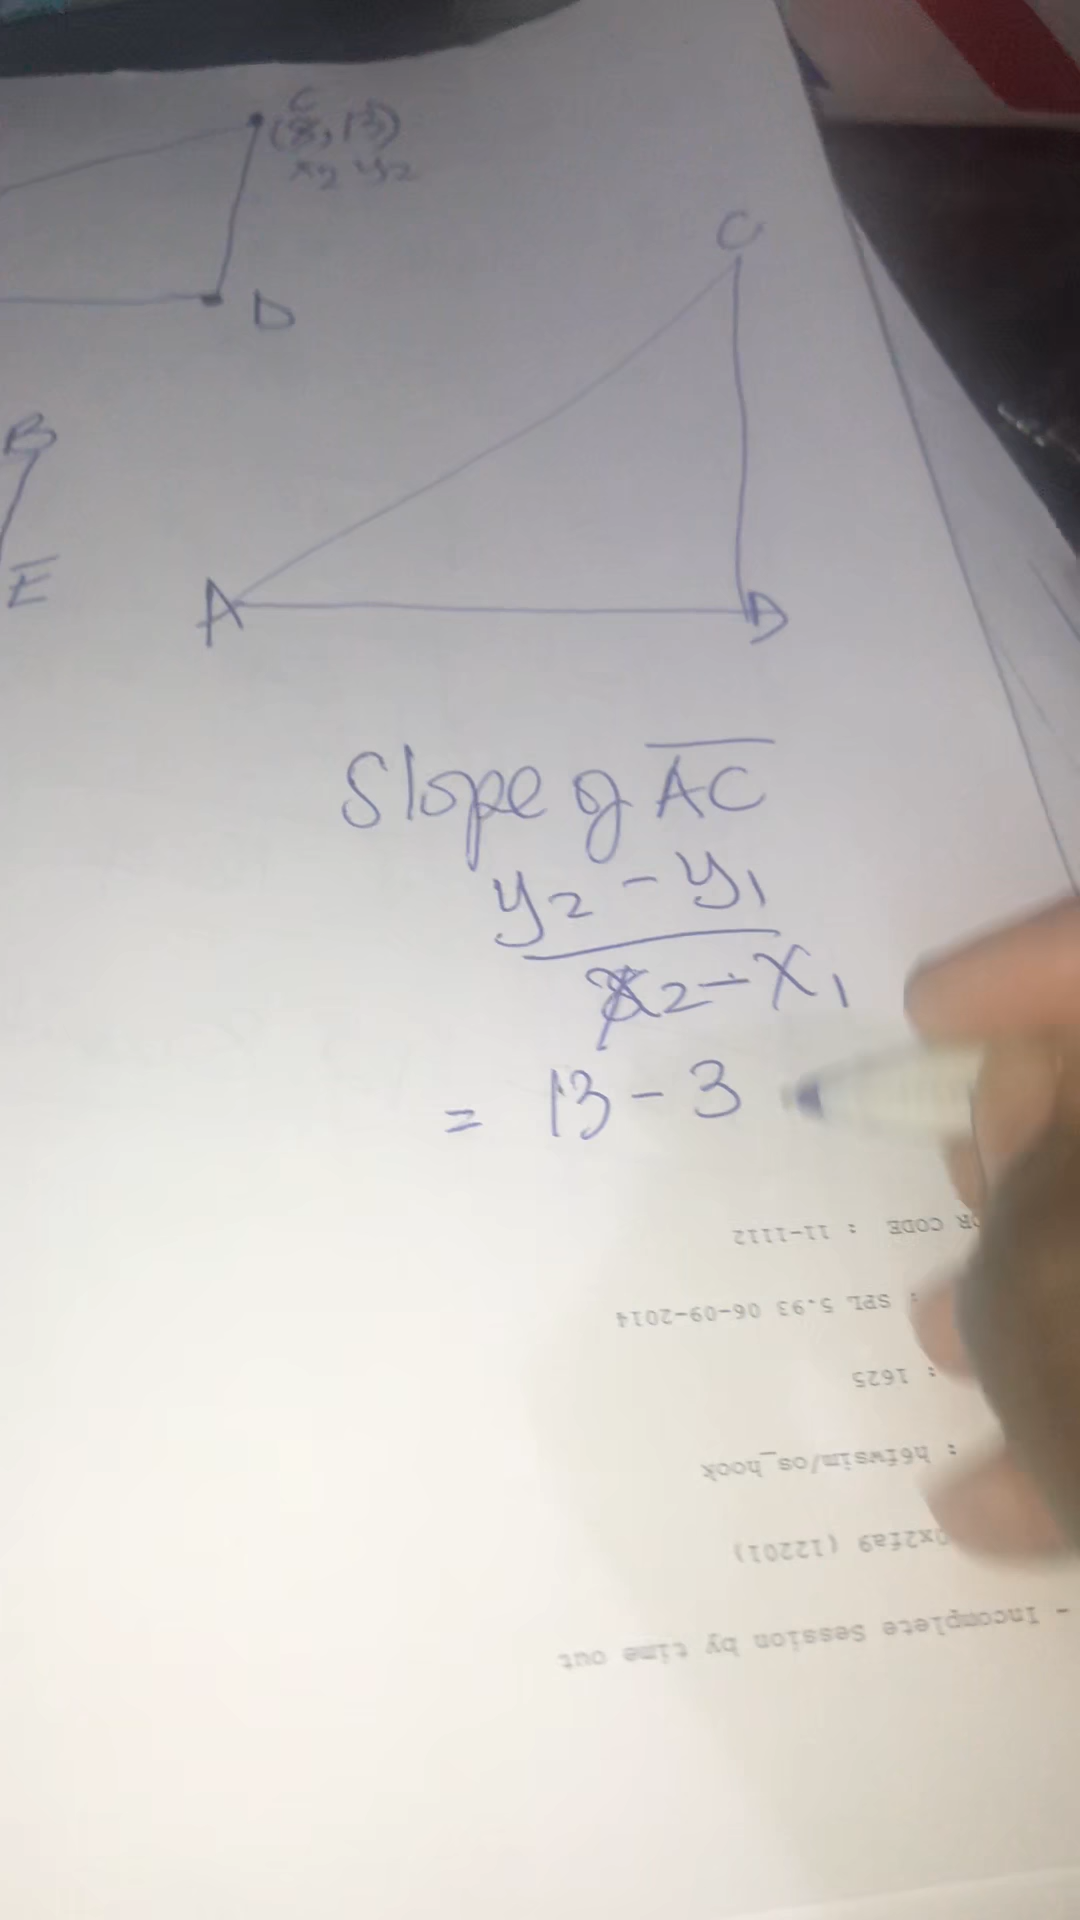 C
(8, 13)
x2 y2
D
C
B
E
A
D
Slope of AC
y2 - y1
x2 - x1
= 13 - 3
OR CODE : 11-1112
: SPL 5.93 06-09-2014
: 1625
: h6fwsim/os_hook
0x2fa9 (12201)
- Incomplete Session by time out